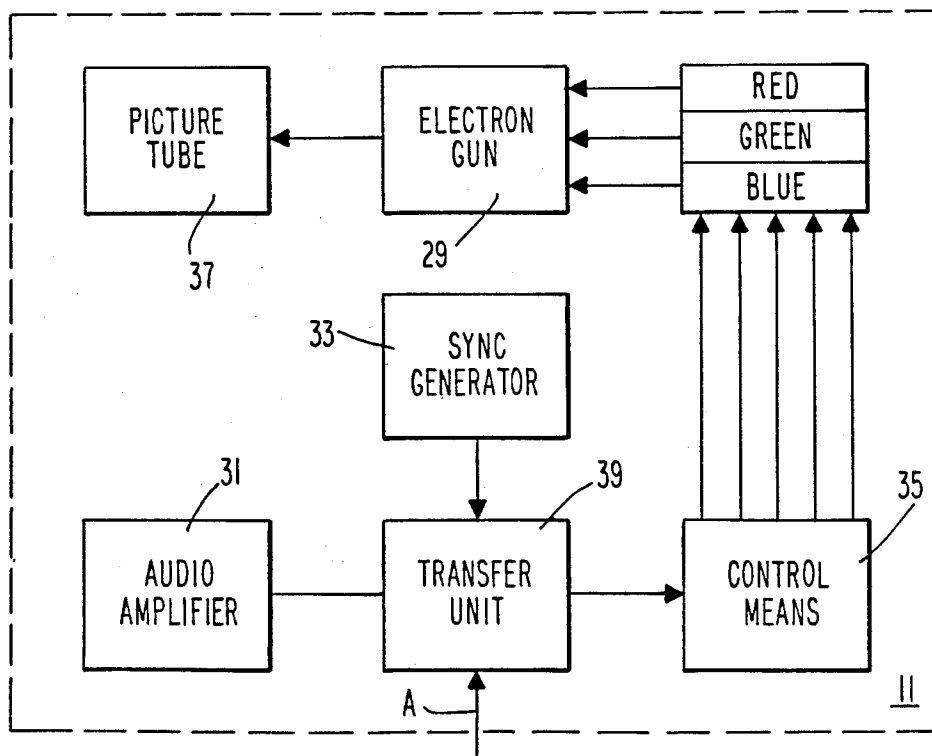 PICTURE
TUBE
37
ELECTRON
GUN
29
RED
GREEN
BLUE
33
SYNC
GENERATOR
31
AUDIO
AMPLIFIER
39
TRANSFER
UNIT
35
CONTROL
MEANS
A
11